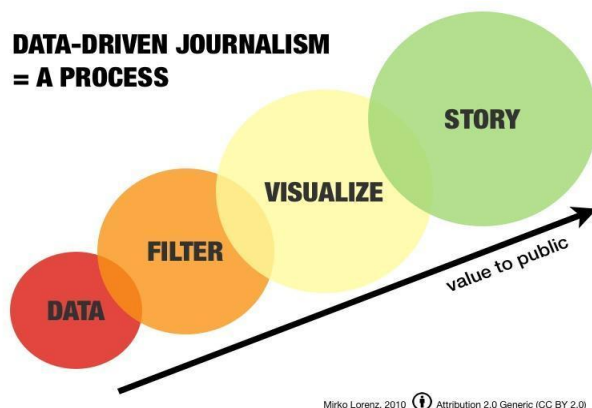 DATA-DRIVEN JOURNALISM
= A PROCESS
STORY
VISUALIZE
FILTER
DATA
value to public
Mirko Lorenz, 2010 Attribution 2.0 Generic (CC BY 2.0)